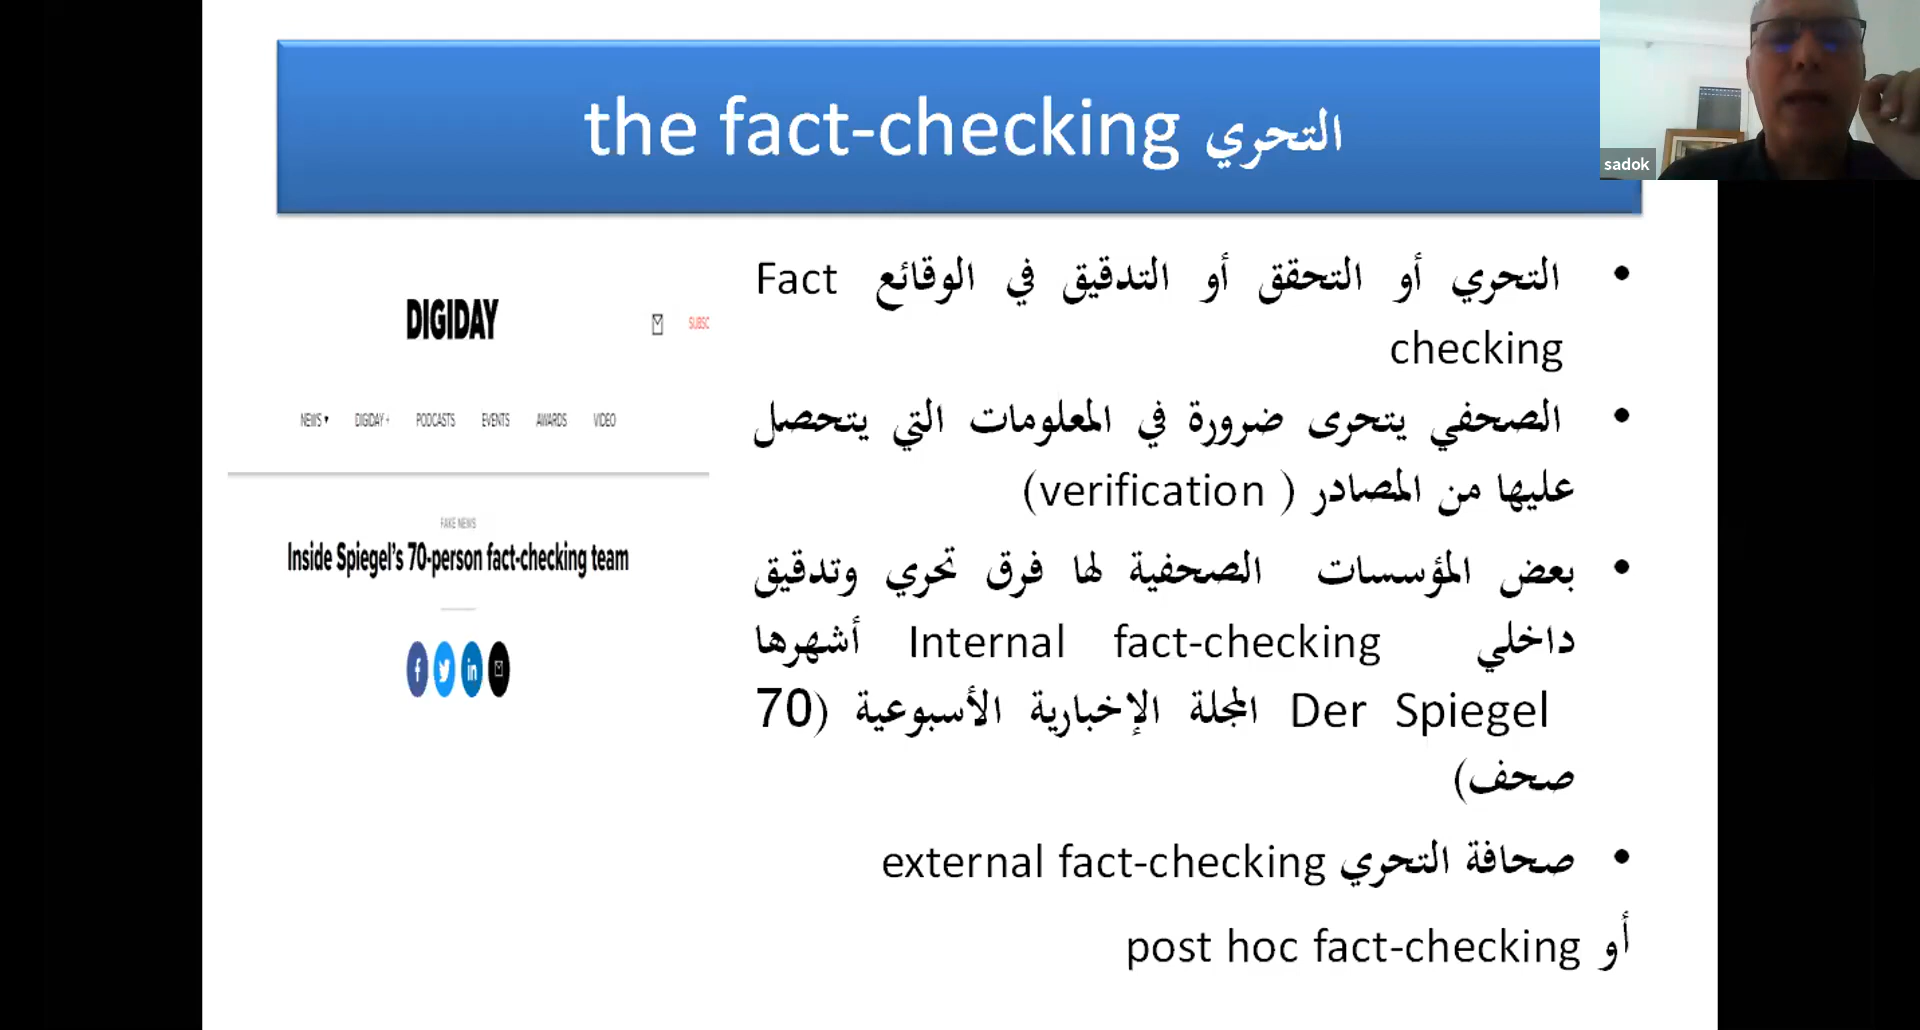 التحري the fact-checking
sadok
DIGIDAY
SUBSC
NEWS▾ DIGIDAY+ PODCASTS EVENTS AWARDS VIDEO
FAKE NEWS
Inside Spiegel's 70-person fact-checking team
• التحري أو التحقق أو التدقيق في الوقائع Fact
checking
• الصحفي يتحرى ضرورة في المعلومات التي يتحصل
عليها من المصادر ( verification)
• بعض المؤسسات الصحفية لها فرق تحري وتدقيق
داخلي Internal fact-checking أشهرها
Der Spiegel المجلة الإخبارية الأسبوعية (70
صحف)
• صحافة التحري external fact-checking
أو post hoc fact-checking